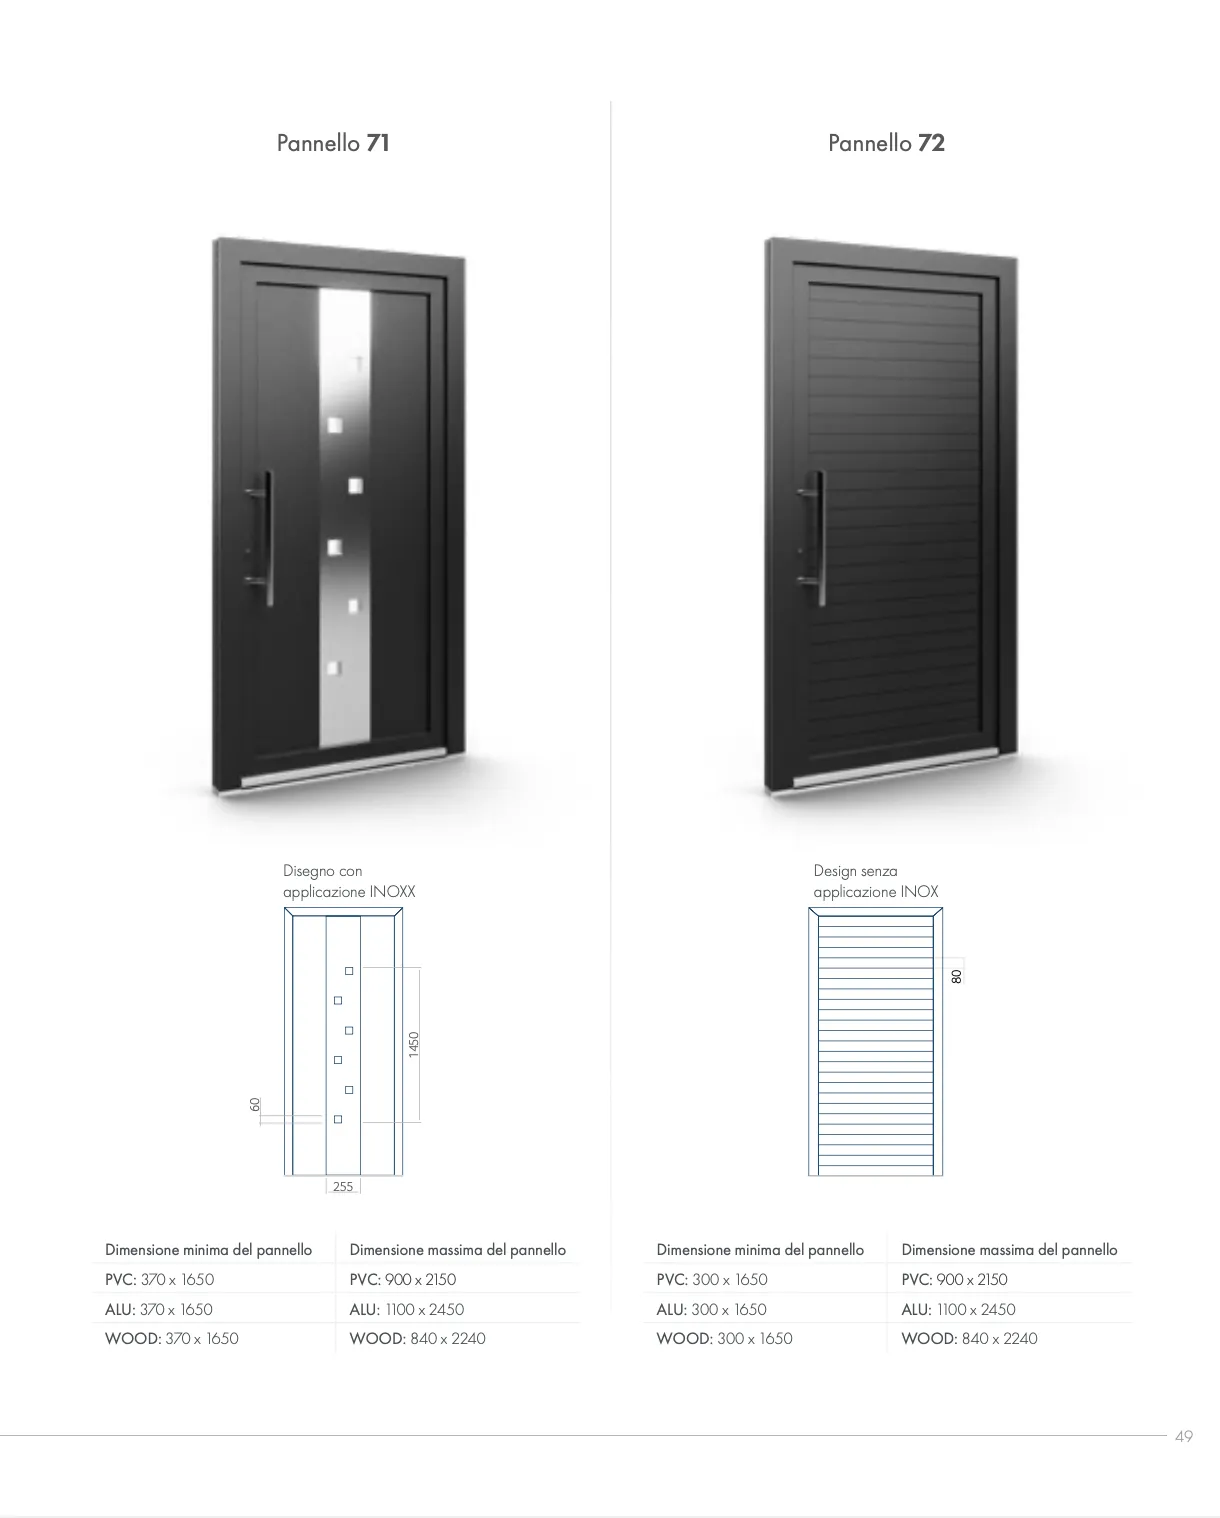 Pannello 71
Disegno con
applicazione INOXX
1450
60
255
Dimensione minima del pannello
Dimensione massima del pannello
PVC: 370 x 1650
PVC: 900 x 2150
ALU: 370 x 1650
ALU: 1100 x 2450
WOOD: 370 x 1650
WOOD: 840 x 2240
Pannello 72
Design senza
applicazione INOX
80
Dimensione minima del pannello
Dimensione massima del pannello
PVC: 300 x 1650
PVC: 900 x 2150
ALU: 300 x 1650
ALU: 1100 x 2450
WOOD: 300 x 1650
WOOD: 840 x 2240
49